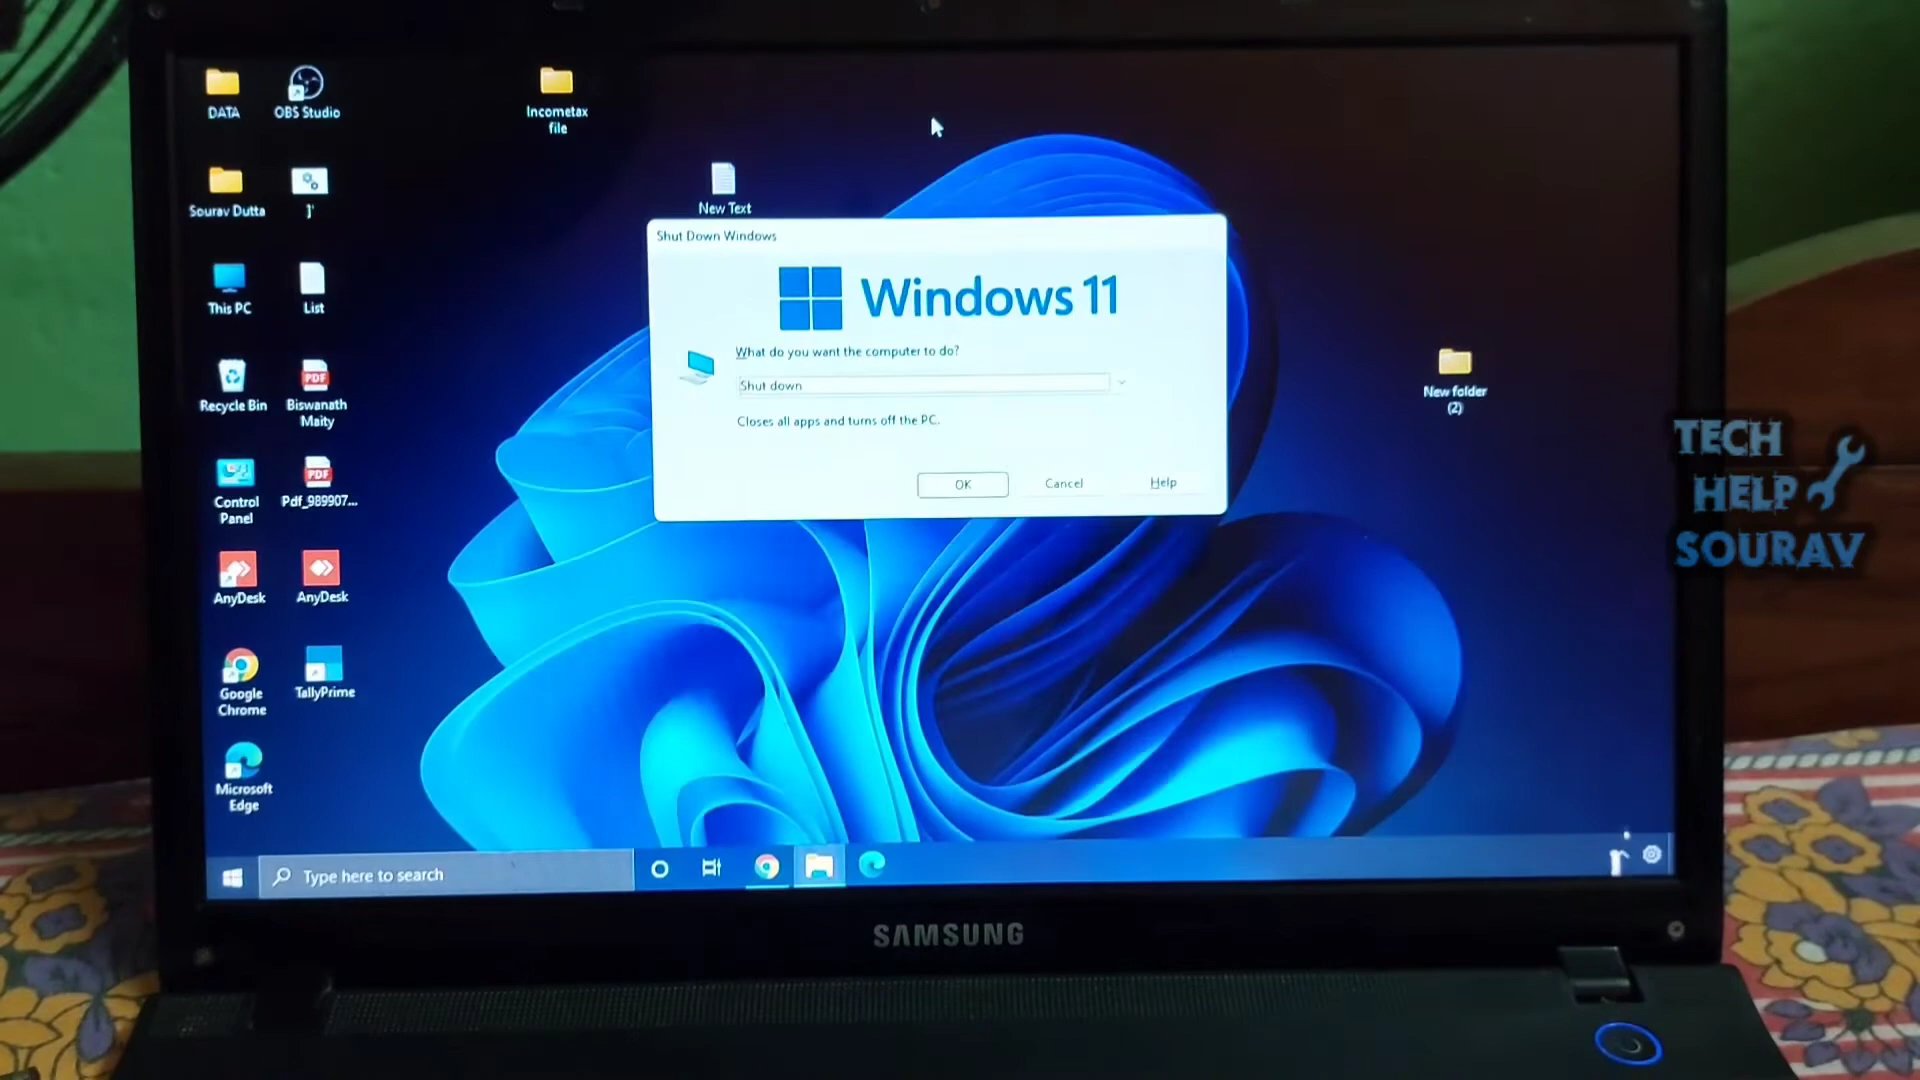 DATA
OBS Studio
Incometax
file
Sourav Dutta
]'
New Text
This PC
List
Shut Down Windows
Windows 11
What do you want the computer to do?
Shut down
Closes all apps and turns off the PC.
OK
Cancel
Help
New folder
(2)
Recycle Bin
PDF
Biswanath
Maity
Control
Panel
PDF
Pdf_989907...
AnyDesk
AnyDesk
Google
Chrome
TallyPrime
Microsoft
Edge
Type here to search
SAMSUNG
TECH
HELP
SOURAV